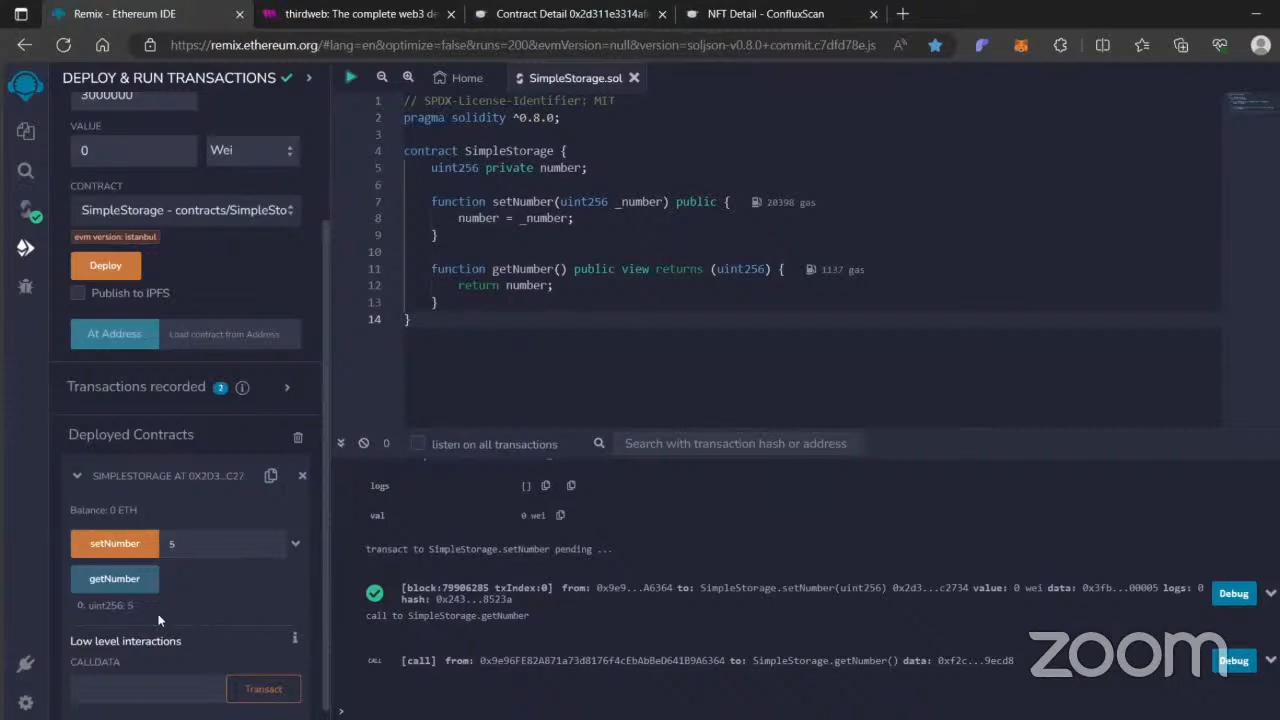 Remix - Ethereum IDE
thirdweb: The complete web3 de
Contract Detail 0x2d311e3314af
NFT Detail - ConfluxScan
https://remix.ethereum.org/#lang=en&optimize=false&runs=200&evmVersion=null&version=soljson-v0.8.0+commit.c7dfd78e.js
DEPLOY & RUN TRANSACTIONS
3000000
VALUE
0
Wei
CONTRACT
SimpleStorage - contracts/SimpleSto
evm version: istanbul
Deploy
Publish to IPFS
At Address
Load contract from Address
Transactions recorded 2 i
Deployed Contracts
SIMPLESTORAGE AT 0X2D3...C27
Balance: 0 ETH
setNumber
5
getNumber
0: uint256: 5
Low level interactions
i
CALLDATA
Transact
Home
SimpleStorage.sol
1 // SPDX-License-Identifier: MIT
2 pragma solidity ^0.8.0;
3
4 contract SimpleStorage {
5 uint256 private number;
6
7 function setNumber(uint256 _number) public { 20398 gas
8 number = _number;
9 }
10
11 function getNumber() public view returns (uint256) { 1137 gas
12 return number;
13 }
14 }
0
listen on all transactions
Search with transaction hash or address
logs []
val 0 wei
transact to SimpleStorage.setNumber pending ...
[block:79906285 txIndex:0] from: 0x9e9...A6364 to: SimpleStorage.setNumber(uint256) 0x2d3...c2734 value: 0 wei data: 0x3fb...00005 logs: 0
hash: 0x243...8523a
Debug
call to SimpleStorage.getNumber
CALL [call] from: 0x9e96FE82A871a73d8176f4cEbAbBeD641B9A6364 to: SimpleStorage.getNumber() data: 0xf2c...9ecd8
Debug
>
zoom